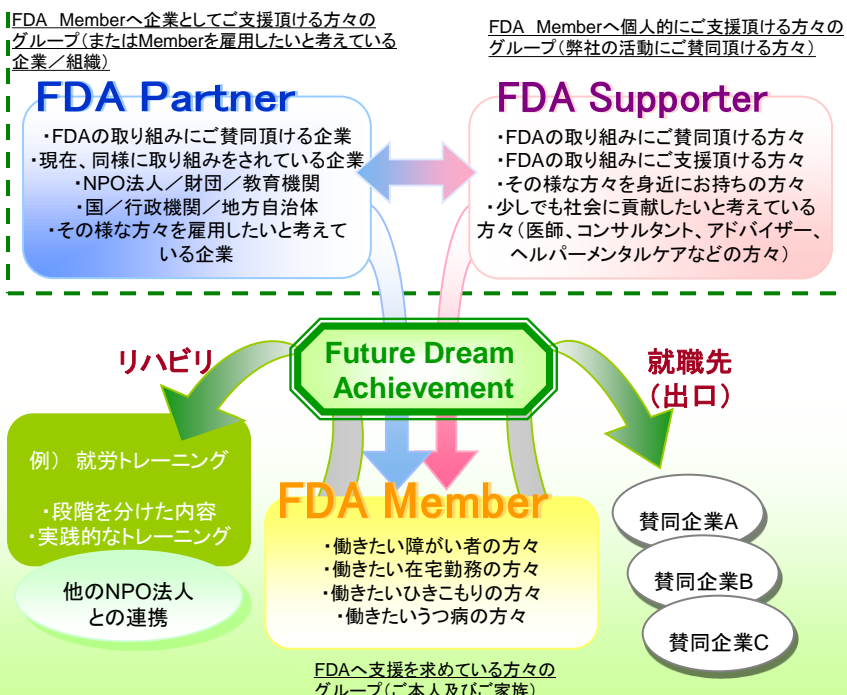 FDA　Memberへ企業としてご支援頂ける方々の
グループ（またはMemberを雇用したいと考えている
企業／組織）
FDA Partner
・FDAの取り組みにご賛同頂ける企業
・現在、同様に取り組みをされている企業
・NPO法人／財団／教育機関
・国／行政機関／地方自治体
・その様な方々を雇用したいと考えて
いる企業
FDA　Memberへ個人的にご支援頂ける方々の
グループ（弊社の活動にご賛同頂ける方々）
FDA Supporter
・FDAの取り組みにご賛同頂ける方々
・FDAの取り組みにご支援頂ける方々
・その様な方々を身近にお持ちの方々
・少しでも社会に貢献したいと考えている
方々（医師、コンサルタント、アドバイザー、
ヘルパーメンタルケアなどの方々）
Future Dream
Achievement
リハビリ
例）　就労トレーニング
・段階を分けた内容
・実践的なトレーニング
他のNPO法人
との連携
FDA Member
・働きたい障がい者の方々
・働きたい在宅勤務の方々
・働きたいひきこもりの方々
・働きたいうつ病の方々
FDAへ支援を求めている方々の
グループ（ご本人及びご家族）
就職先
（出口）
賛同企業A
賛同企業B
賛同企業C